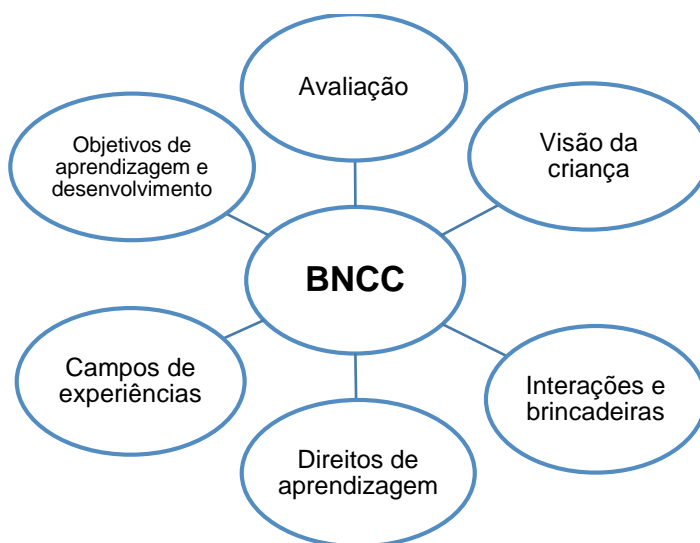 Avaliação
Objetivos de
aprendizagem e
desenvolvimento
Visão da
criança
BNCC
Campos de
experiências
Interações e
brincadeiras
Direitos de
aprendizagem